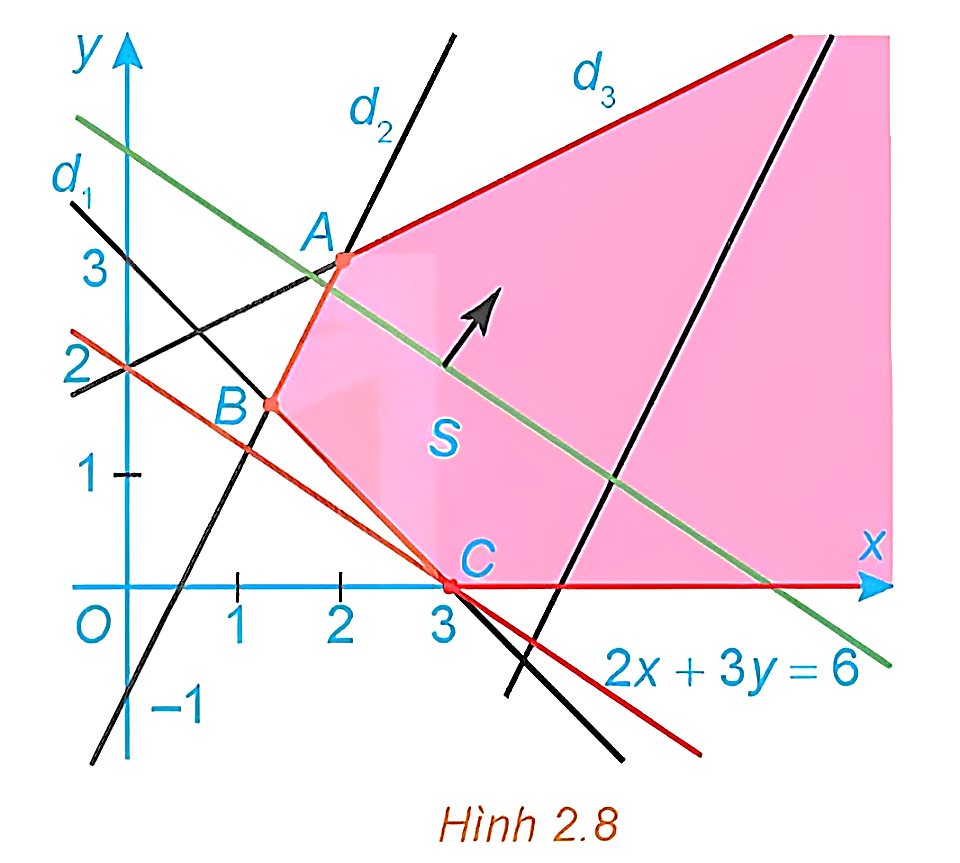 y
d₂
d₃
d₁
A
3
2
B
S
1
C
x
O
1
2
3
2x + 3y = 6
–1
Hình 2.8